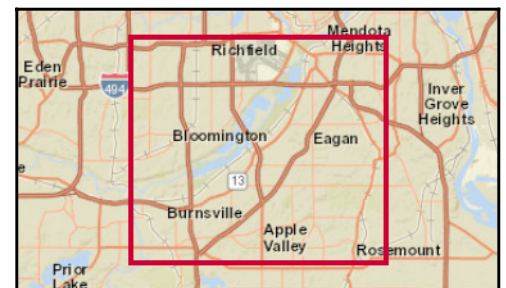 Mendota
Heights
Richfield
Eden
Prairie
494
Inver
Grove
Heights
Bloomington
Eagan
e
13
Burnsville
Apple
Valley
Rosemount
Prior
Lake